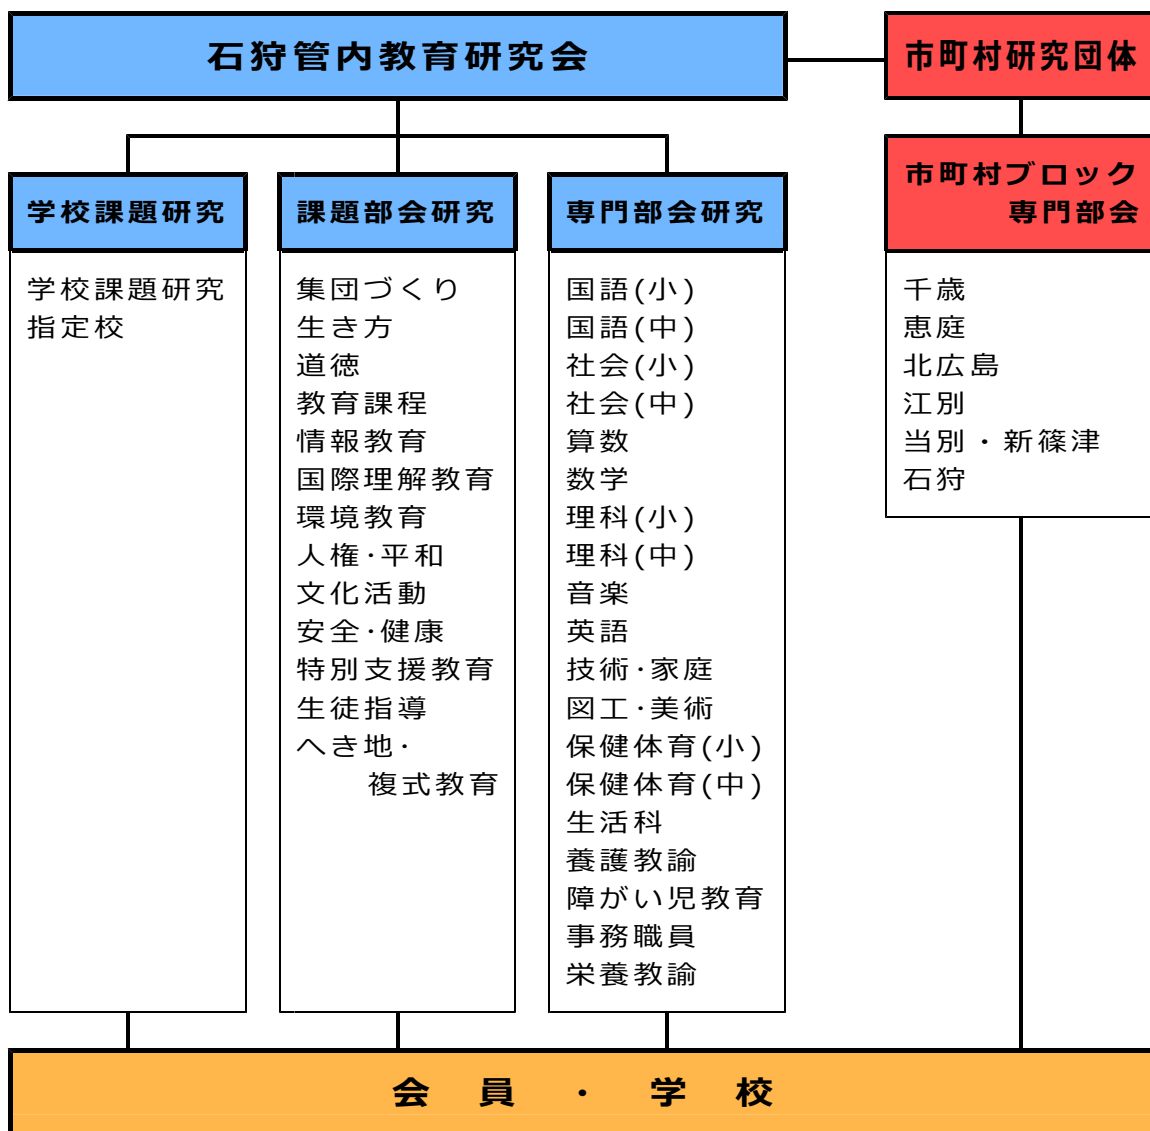 石狩管内教育研究会
市町村研究団体
学校課題研究
学校課題研究
指定校
課題部会研究
集団づくり
生き方
道徳
教育課程
情報教育
国際理解教育
環境教育
人権・平和
文化活動
安全・健康
特別支援教育
生徒指導
へき地・
複式教育
専門部会研究
国語(小)
国語(中)
社会(小)
社会(中)
算数
数学
理科(小)
理科(中)
音楽
英語
技術・家庭
図工・美術
保健体育(小)
保健体育(中)
生活科
養護教諭
障がい児教育
事務職員
栄養教諭
市町村ブロック
専門部会
千歳
恵庭
北広島
江別
当別・新篠津
石狩
会員・学校